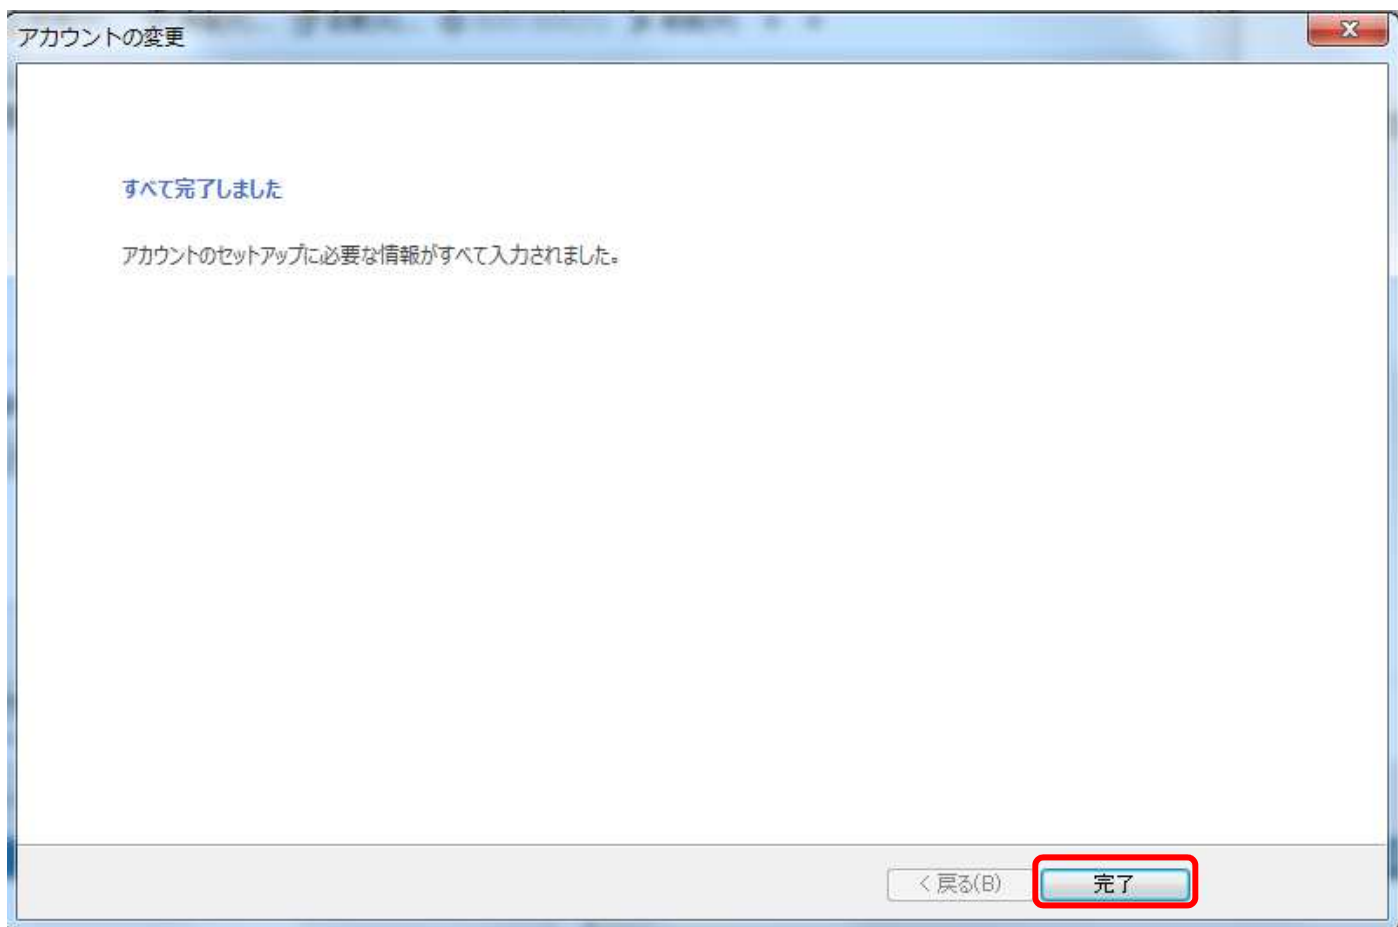 アカウントの変更
すべて完了しました
アカウントのセットアップに必要な情報がすべて入力されました。
< 戻る(B)
完了